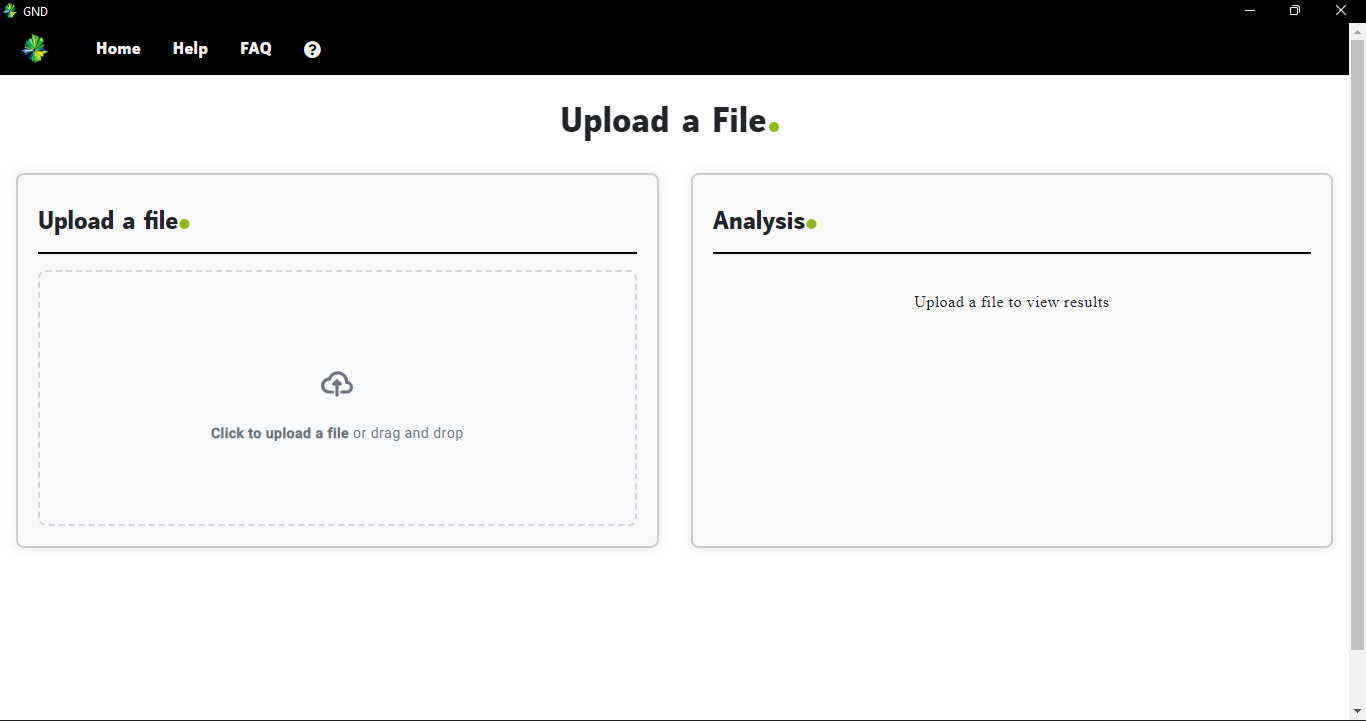 GND
Home Help FAQ ?
Upload a File.
Upload a file.
Click to upload a file or drag and drop
Analysis.
Upload a file to view results